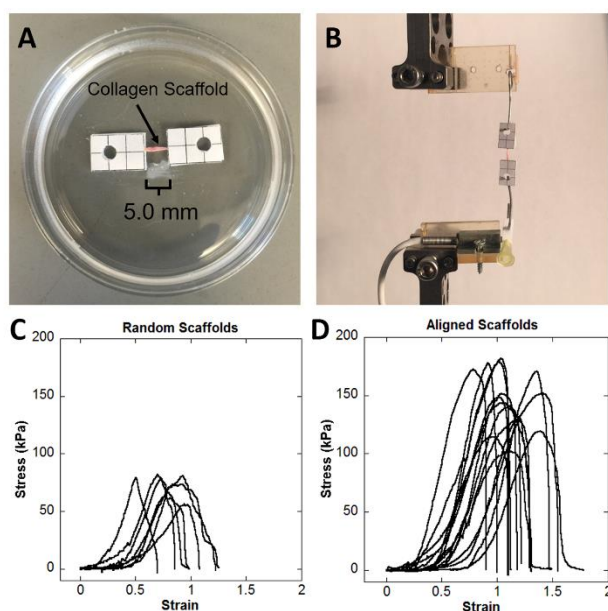 A
Collagen Scaffold
5.0 mm
B
C
Random Scaffolds
200
150
100
50
0
Stress (kPa)
0 0.5 1 1.5 2
Strain
D
Aligned Scaffolds
200
150
100
50
0
Stress (kPa)
0 0.5 1 1.5 2
Strain